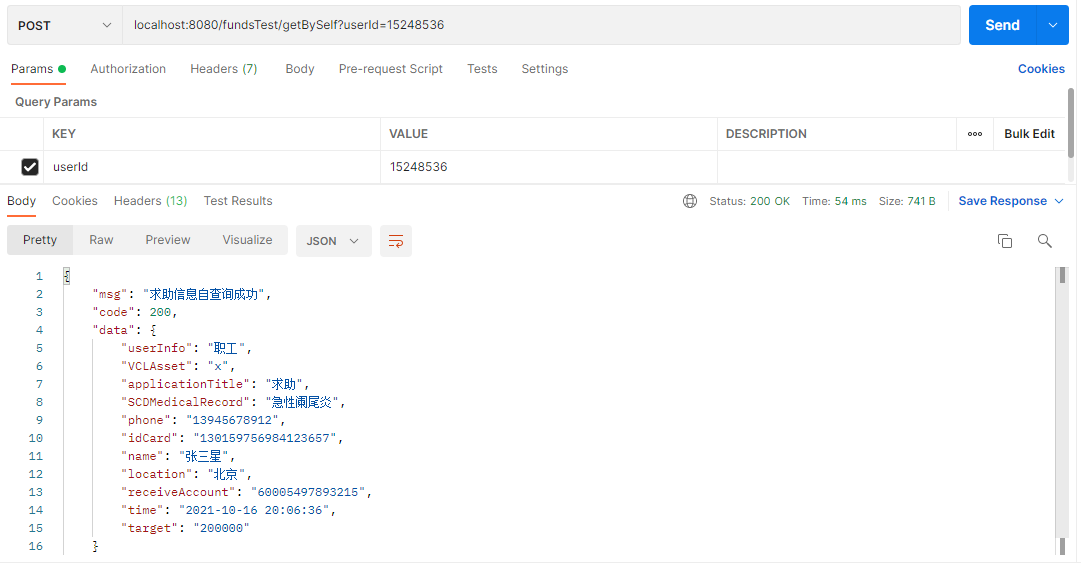 POST localhost:8080/fundsTest/getBySelf?userId=15248536 Send
Params Authorization Headers (7) Body Pre-request Script Tests Settings Cookies
Query Params
KEY VALUE DESCRIPTION ooo Bulk Edit
userId 15248536
Body Cookies Headers (13) Test Results Status: 200 OK Time: 54 ms Size: 741 B Save Response
Pretty Raw Preview Visualize JSON
1 {
2 "msg": "求助信息自查询成功",
3 "code": 200,
4 "data": {
5 "userInfo": "职工",
6 "VCLAsset": "x",
7 "applicationTitle": "求助",
8 "SCDMedicalRecord": "急性阑尾炎",
9 "phone": "13945678912",
10 "idCard": "130159756984123657",
11 "name": "张三星",
12 "location": "北京",
13 "receiveAccount": "60005497893215",
14 "time": "2021-10-16 20:06:36",
15 "target": "200000"
16 }